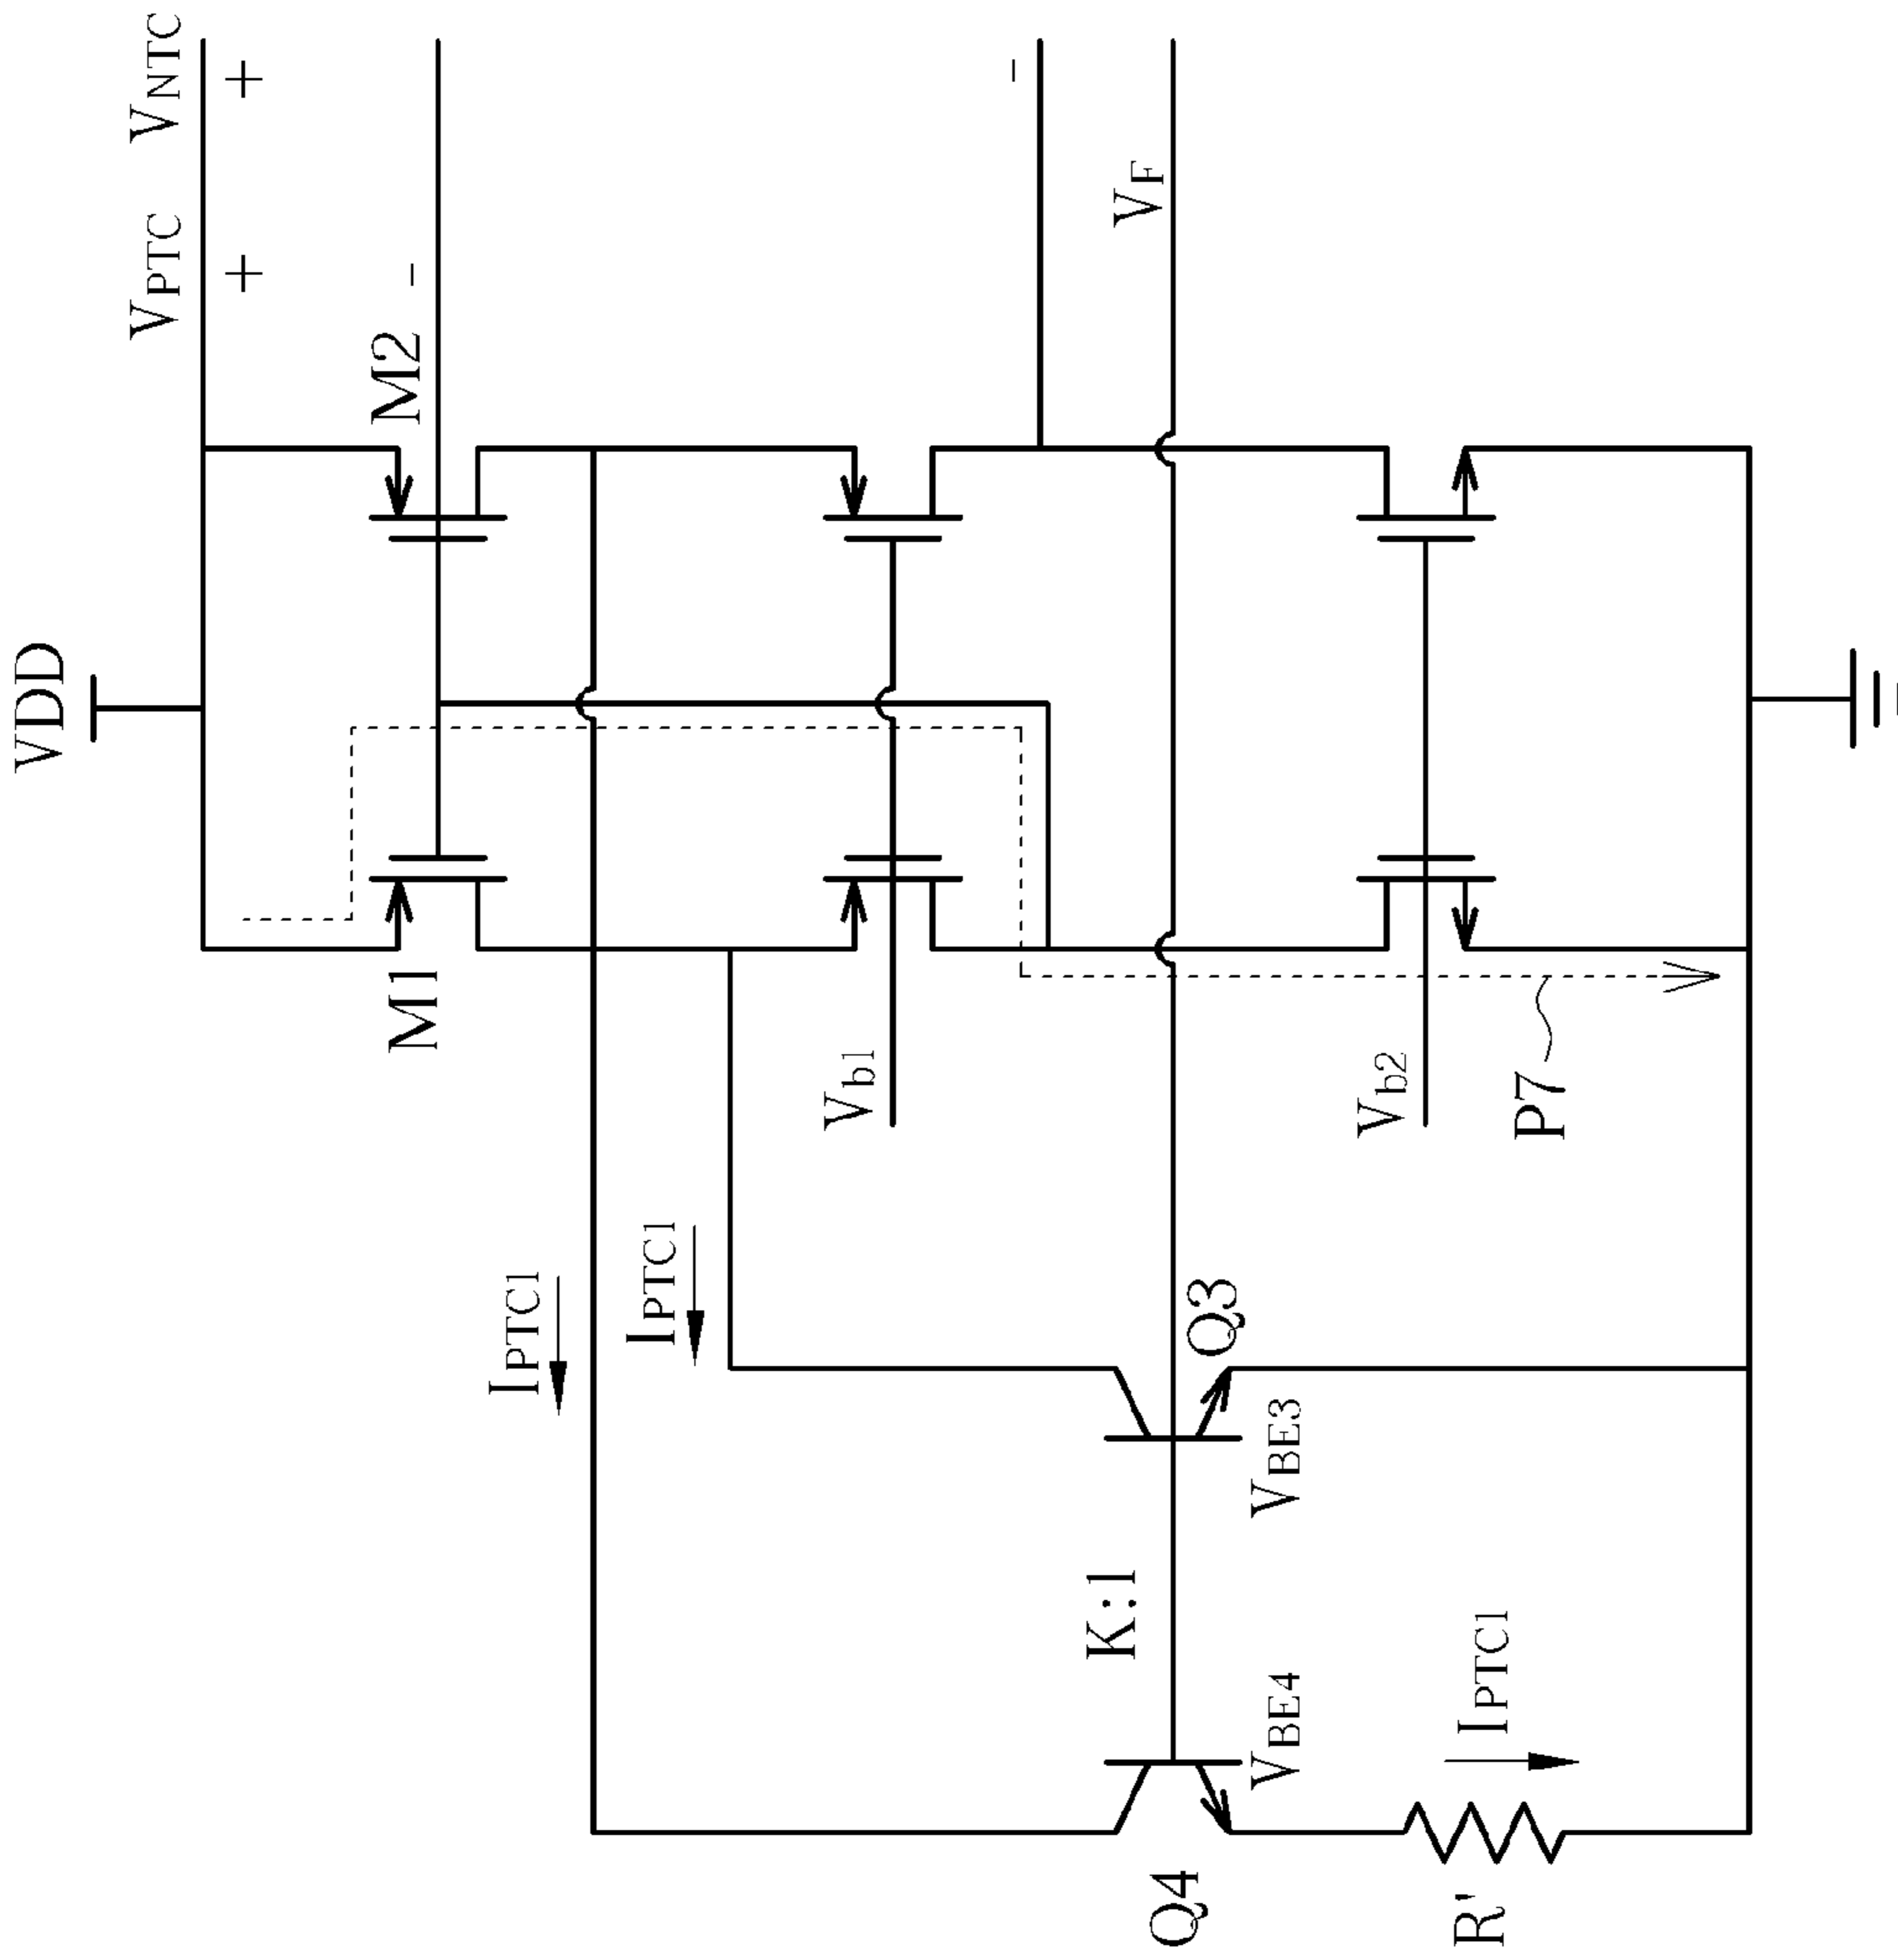 VDD
VPTC VNTC
+ +
M1
M2
-
IPTC1
IPTC1
Vb1
-
VF
K:1
Q4
Q3
VBE4
VBE3
Vb2
R'
IPTC1
P7